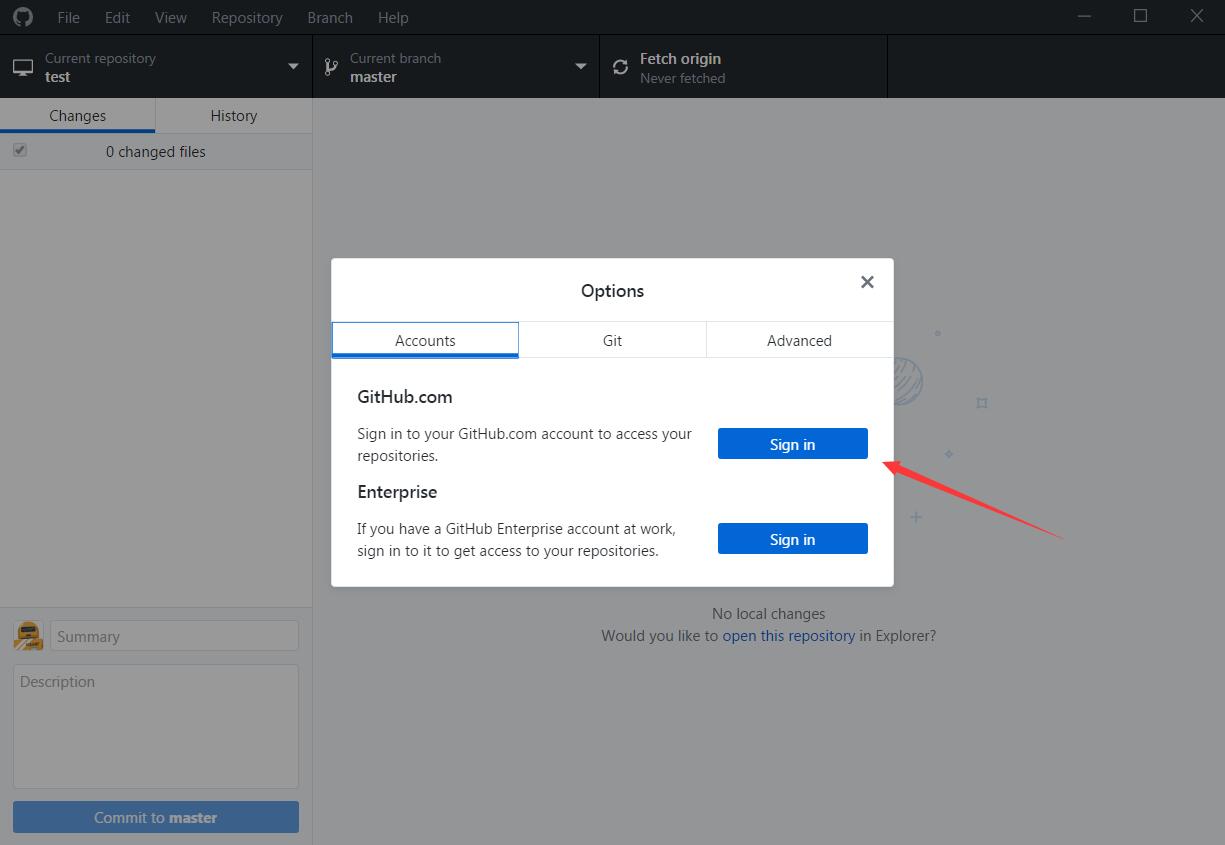 File Edit View Repository Branch Help
Current repository
test
Current branch
master
Fetch origin
Never fetched
Changes
History
0 changed files
Options
Accounts
Git
Advanced
GitHub.com
Sign in to your GitHub.com account to access your
repositories.
Sign in
Enterprise
If you have a GitHub Enterprise account at work,
sign in to it to get access to your repositories.
Sign in
No local changes
Would you like to open this repository in Explorer?
Summary
Description
Commit to master